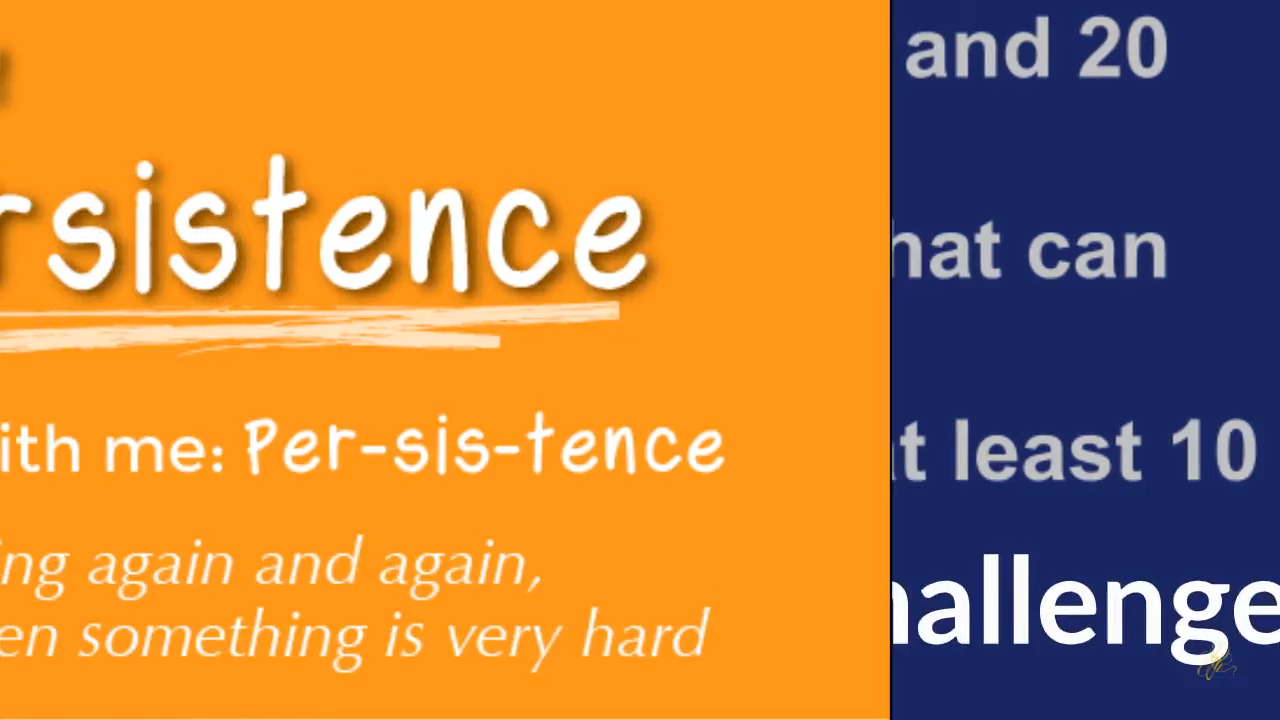 rsistence
ith me: Per-sis-tence
ing again and again,
en something is very hard
and 20
hat can
at least 10
hallenge